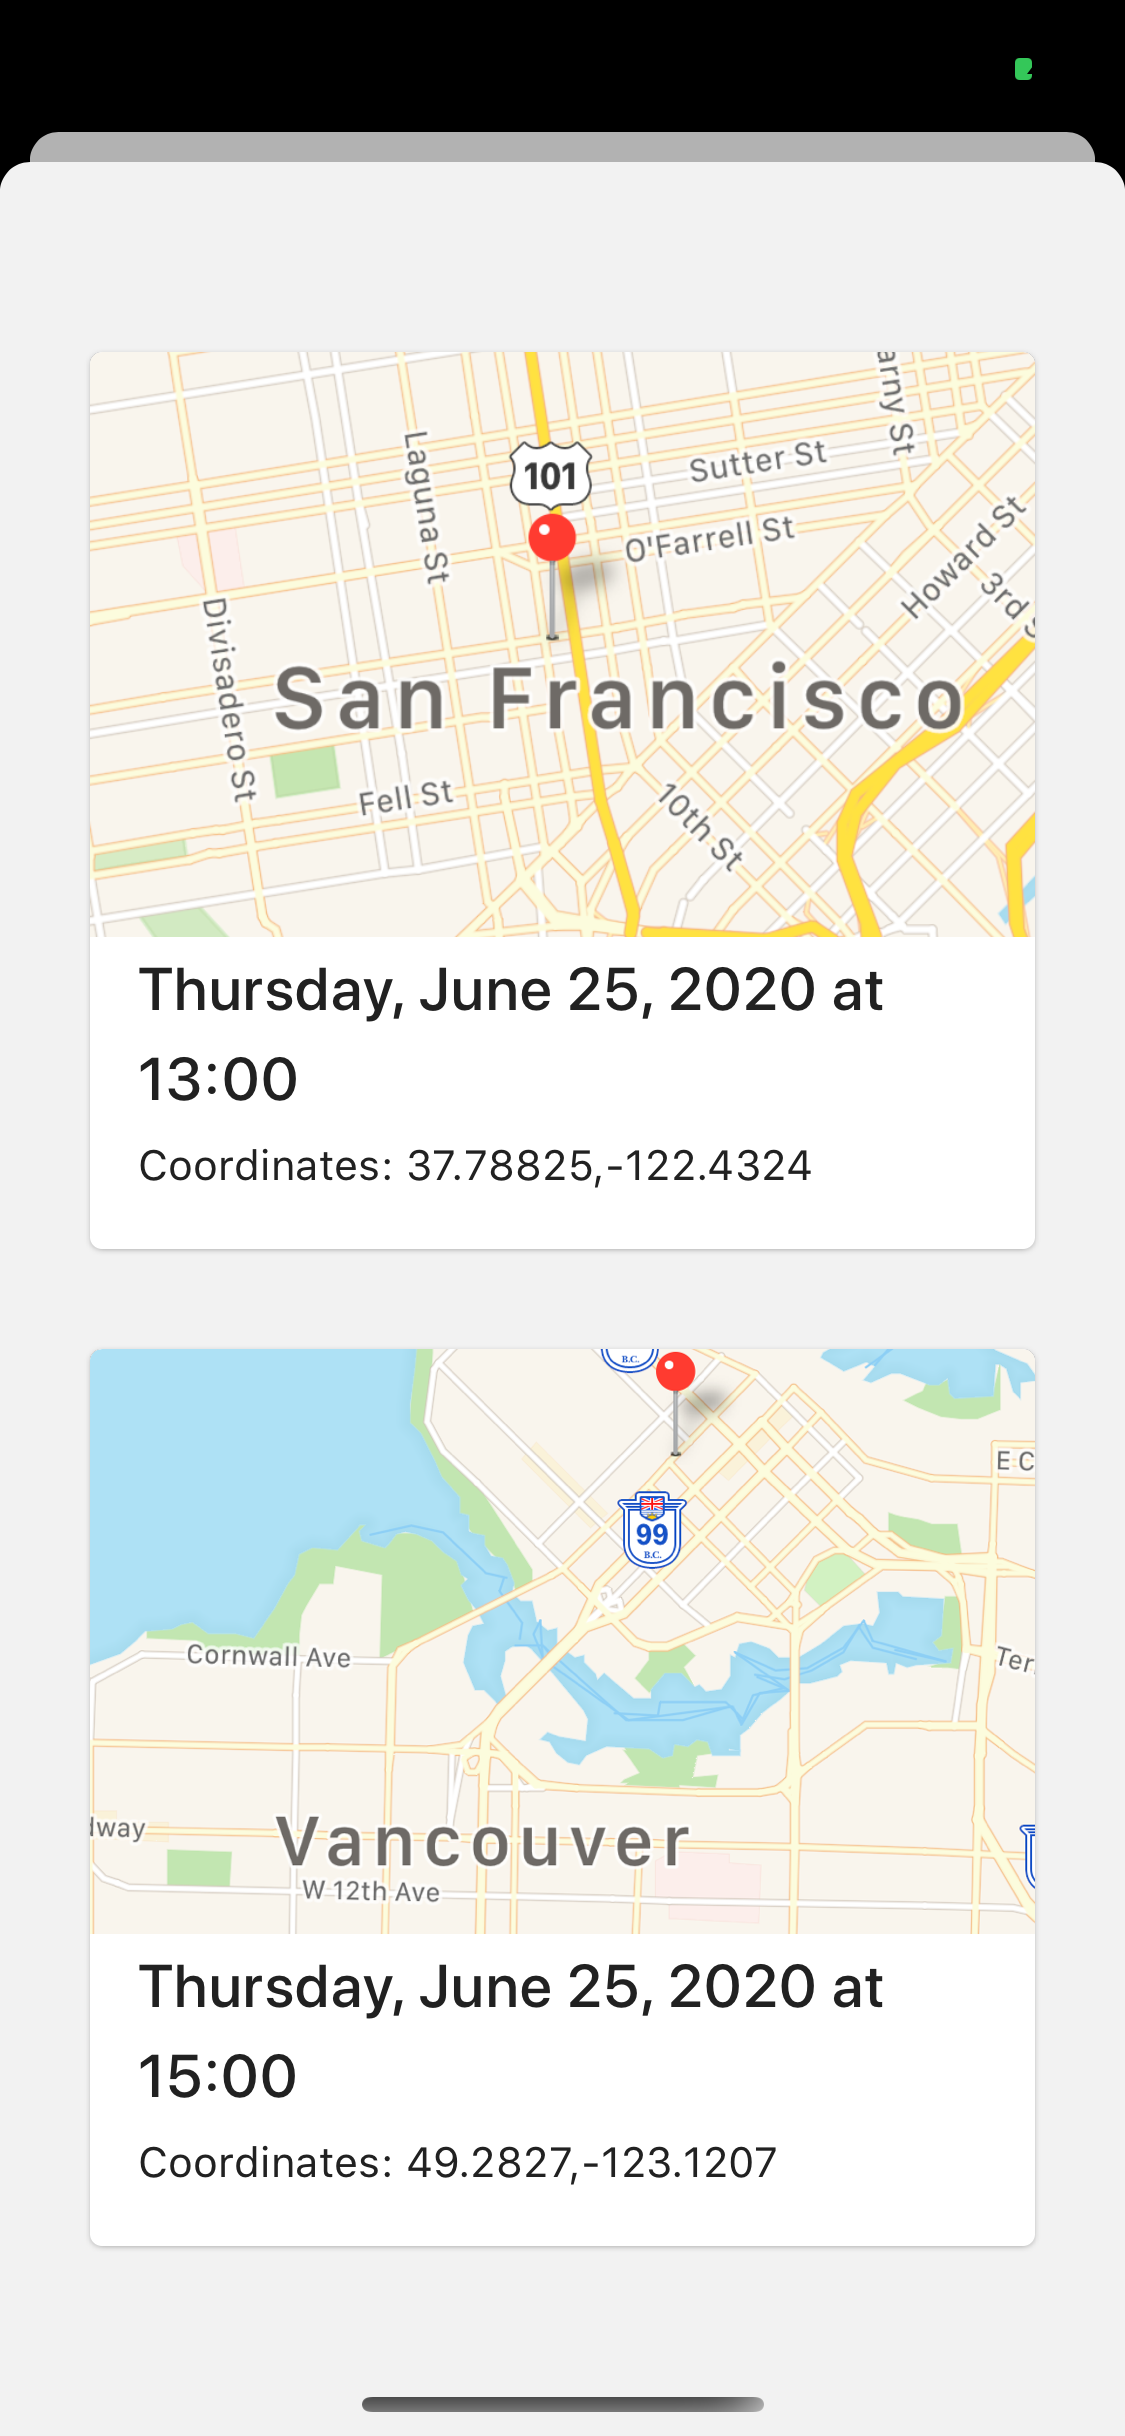 arny St
Laguna St
101
Sutter St
O'Farrell St
Howard St
3rd S
Divisadero St
San Francisco
Fell St
10th St
Thursday, June 25, 2020 at
13:00
Coordinates: 37.78825,-122.4324
B.C.
E C
99
B.C.
Cornwall Ave
Ter
dway
Vancouver
W 12th Ave
Thursday, June 25, 2020 at
15:00
Coordinates: 49.2827,-123.1207